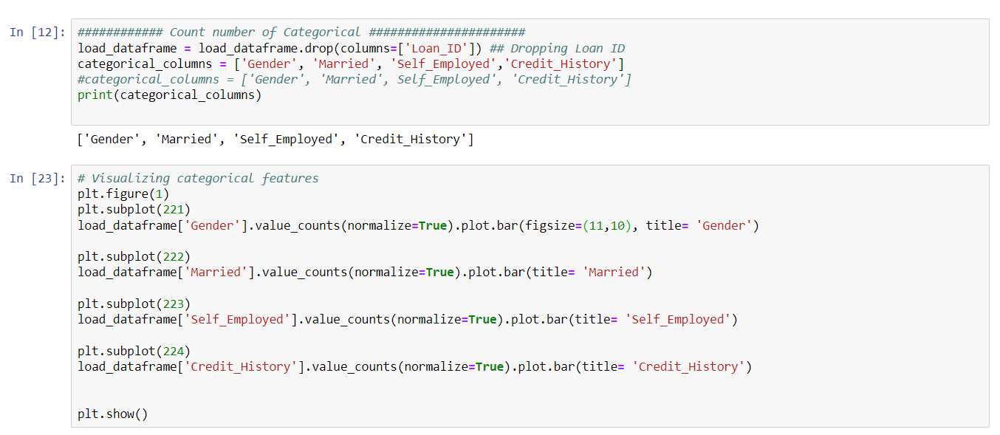 In [12]: ############ Count number of Categorical ######################
load_dataframe = load_dataframe.drop(columns=['Loan_ID']) ## Dropping Loan ID
categorical_columns = ['Gender', 'Married', 'Self_Employed','Credit_History']
#categorical_columns = ['Gender', 'Married', Self_Employed', 'Credit_History']
print(categorical_columns)
['Gender', 'Married', 'Self_Employed', 'Credit_History']
In [23]: # Visualizing categorical features
plt.figure(1)
plt.subplot(221)
load_dataframe['Gender'].value_counts(normalize=True).plot.bar(figsize=(11,10), title= 'Gender')
plt.subplot(222)
load_dataframe['Married'].value_counts(normalize=True).plot.bar(title= 'Married')
plt.subplot(223)
load_dataframe['Self_Employed'].value_counts(normalize=True).plot.bar(title= 'Self_Employed')
plt.subplot(224)
load_dataframe['Credit_History'].value_counts(normalize=True).plot.bar(title= 'Credit_History')
plt.show()